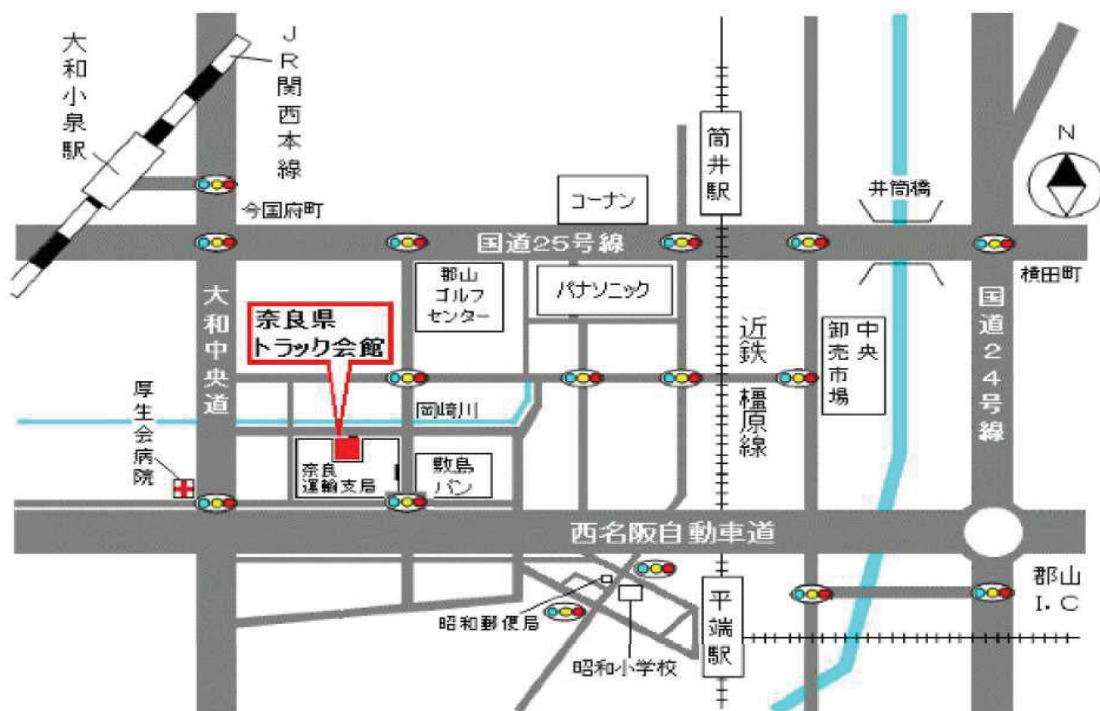 大和小泉駅
JR関西本線
今国府町
コーナン
筒井駅
井筒橋
N
国道25号線
横田町
大和中央道
郡山
ゴルフ
センター
パナソニック
奈良県
トラック会館
近鉄
橿原線
中央
卸売市場
国道24号線
厚生会病院
岡崎川
奈良
運輸支局
敷島
パン
西名阪自動車道
郡山
I.C
昭和郵便局
昭和小学校
平端駅